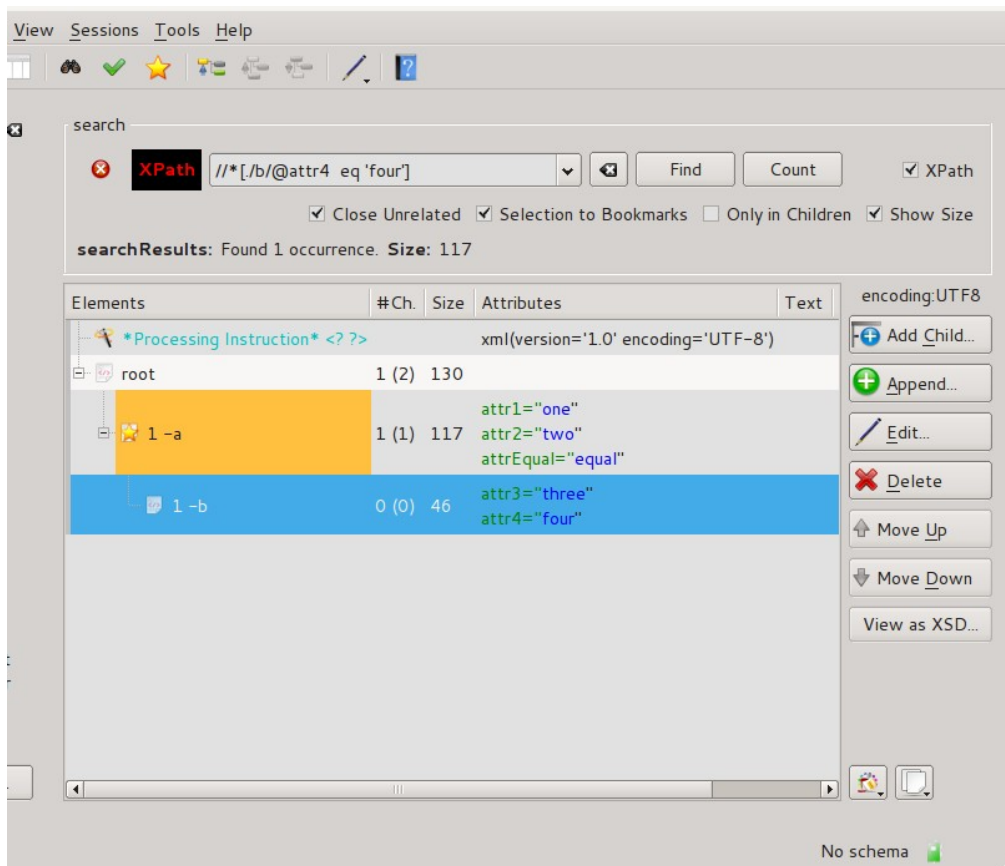 View Sessions Tools Help
search
XPath //*[./b/@attr4 eq 'four'] Find Count XPath
Close Unrelated Selection to Bookmarks Only in Children Show Size
searchResults: Found 1 occurrence. Size: 117
Elements #Ch. Size Attributes Text
encoding:UTF8
*Processing Instruction* <? ?> xml(version='1.0' encoding='UTF-8')
root 1 (2) 130
1 -a 1 (1) 117
attr1="one"
attr2="two"
attrEqual="equal"
1 -b 0 (0) 46
attr3="three"
attr4="four"
Add Child...
Append...
Edit...
Delete
Move Up
Move Down
View as XSD...
No schema